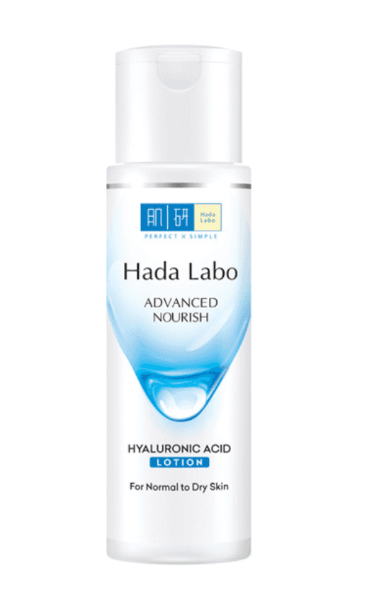 肌研 Hada
Labo
PERFECT × SIMPLE
Hada Labo
ADVANCED
NOURISH
HYALURONIC ACID
LOTION
For Normal to Dry Skin